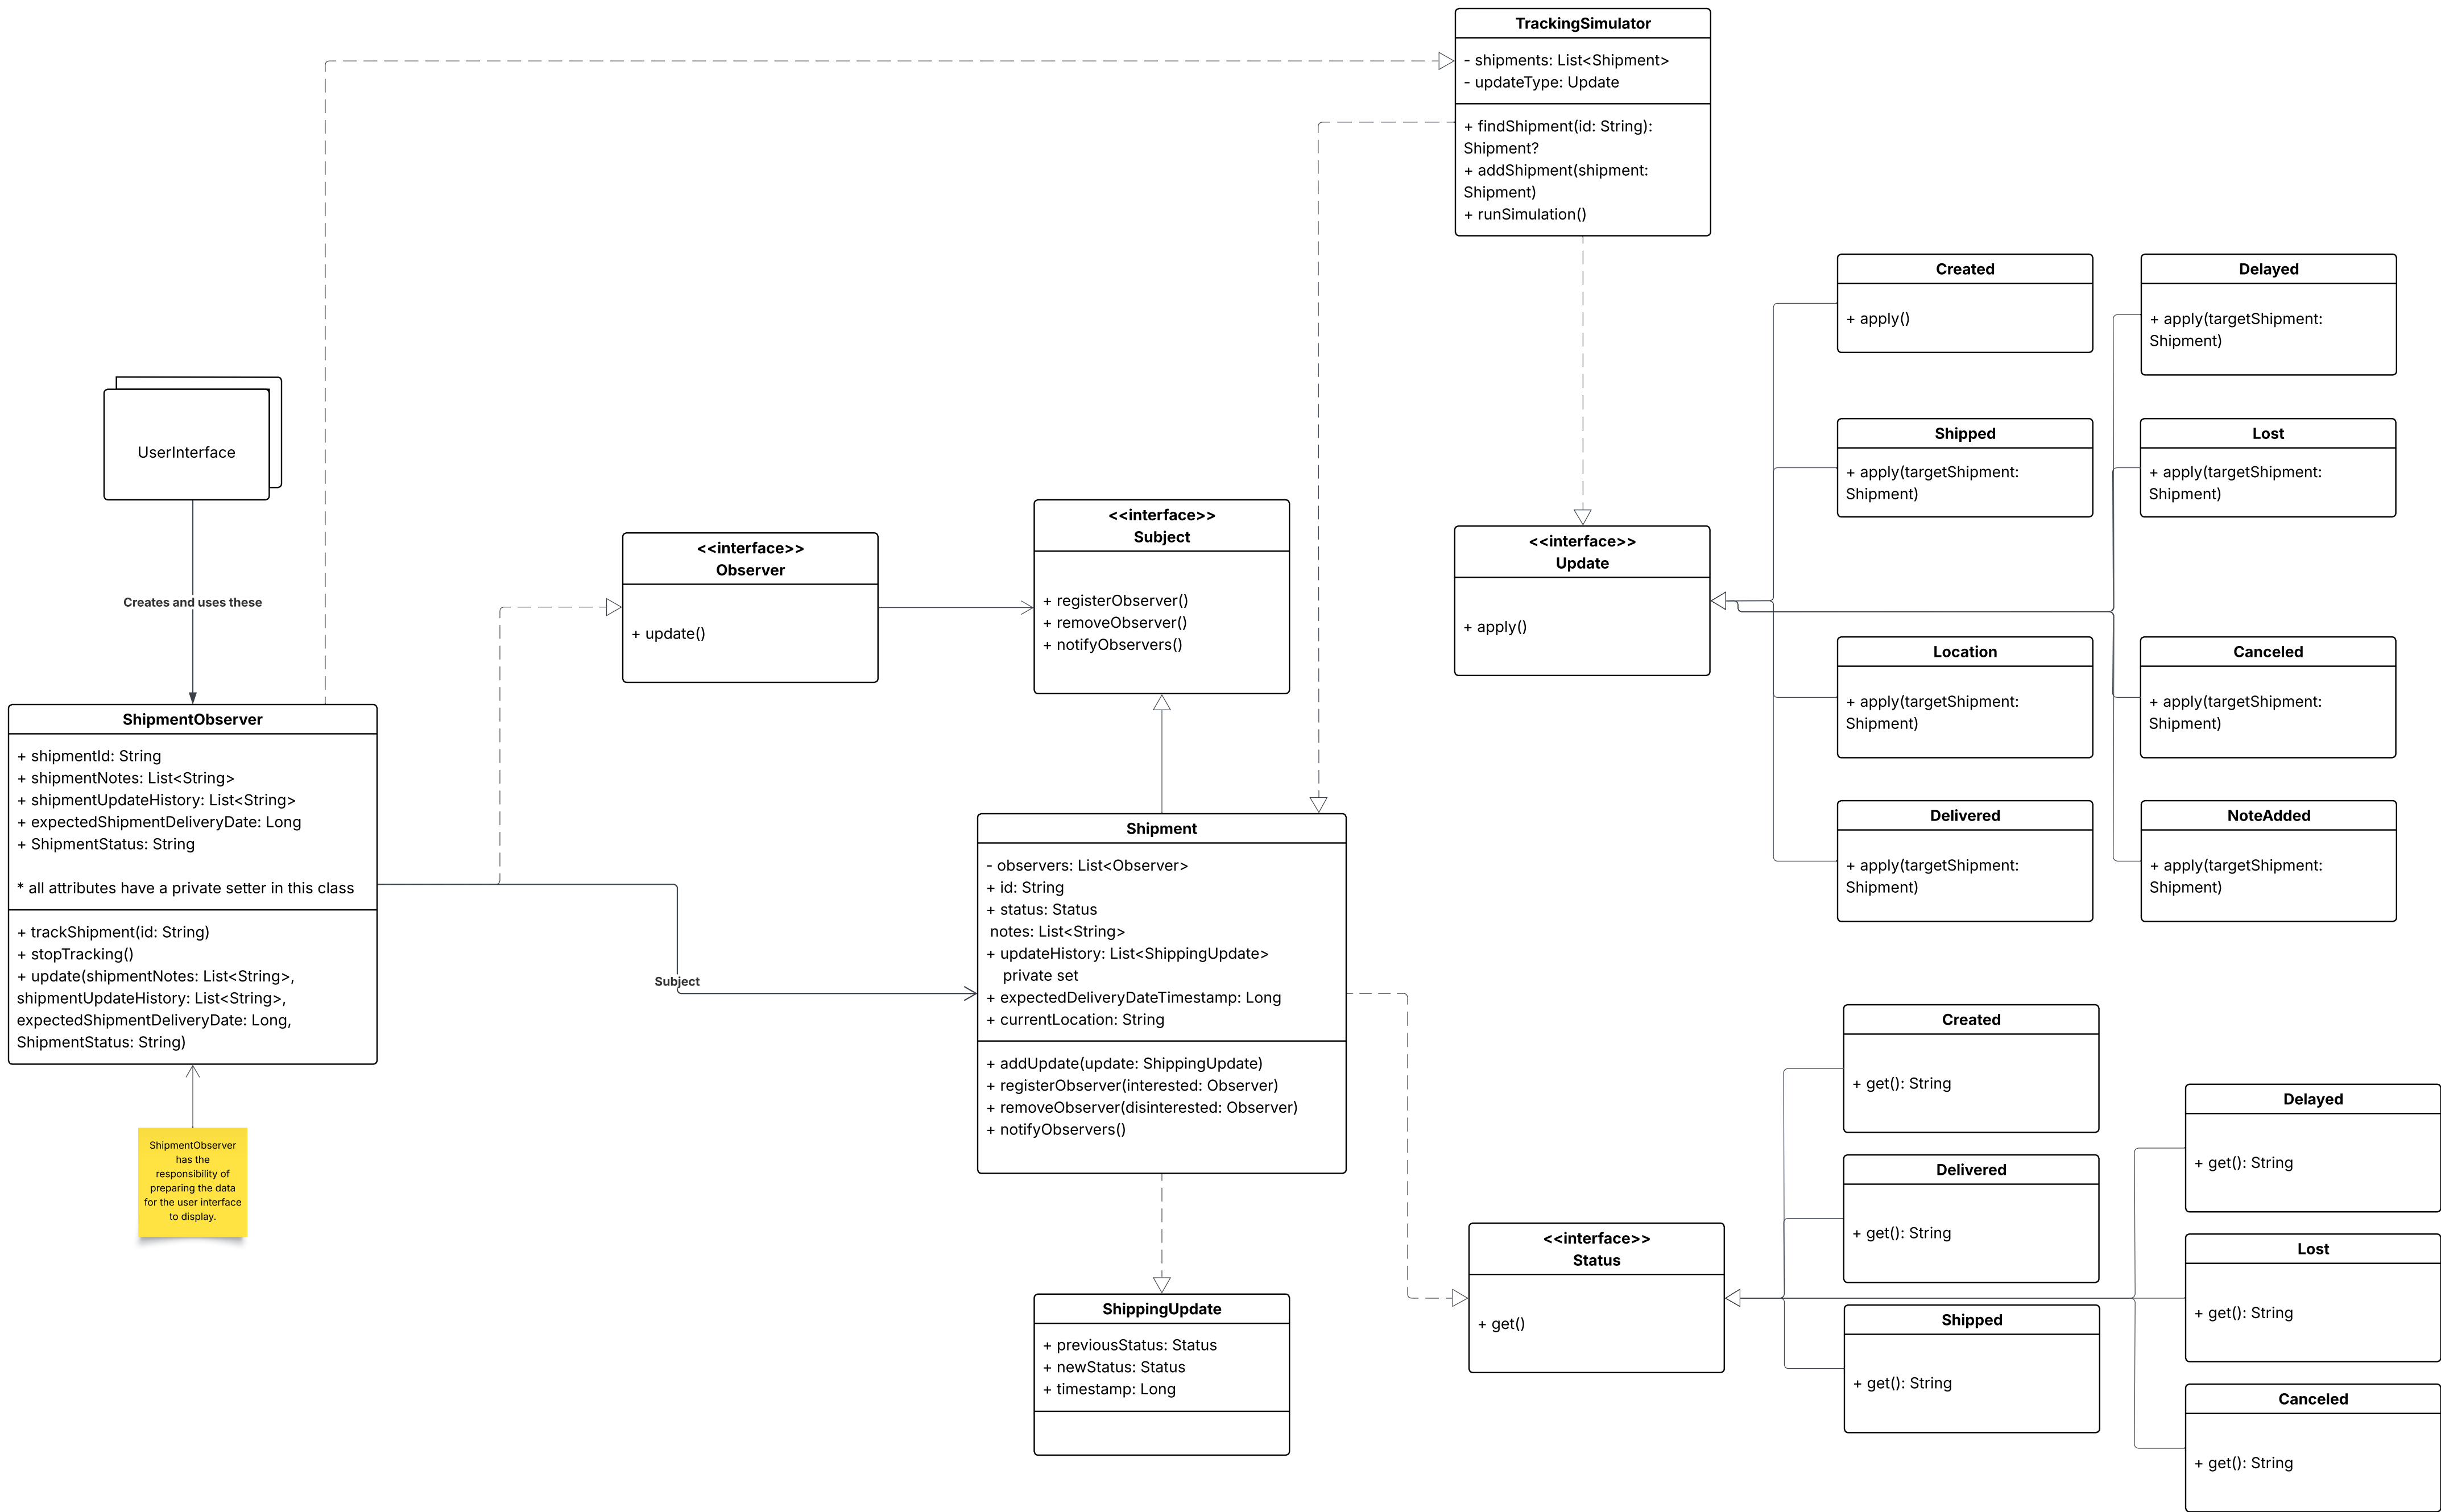 TrackingSimulator
- shipments: List<Shipment>
- updateType: Update
+ findShipment(id: String):
Shipment?
+ addShipment(shipment:
Shipment)
+ runSimulation()
Created
+ apply()
Delayed
+ apply(targetShipment:
Shipment)
Shipped
+ apply(targetShipment:
Shipment)
Lost
+ apply(targetShipment:
Shipment)
UserInterface
Creates and uses these
<<interface>>
Observer
+ update()
<<interface>>
Subject
+ registerObserver()
+ removeObserver()
+ notifyObservers()
<<interface>>
Update
+ apply()
Location
+ apply(targetShipment:
Shipment)
Canceled
+ apply(targetShipment:
Shipment)
Delivered
+ apply(targetShipment:
Shipment)
NoteAdded
+ apply(targetShipment:
Shipment)
ShipmentObserver
+ shipmentId: String
+ shipmentNotes: List<String>
+ shipmentUpdateHistory: List<String>
+ expectedShipmentDeliveryDate: Long
+ ShipmentStatus: String
* all attributes have a private setter in this class
+ trackShipment(id: String)
+ stopTracking()
+ update(shipmentNotes: List<String>,
shipmentUpdateHistory: List<String>,
expectedShipmentDeliveryDate: Long,
ShipmentStatus: String)
Subject
Shipment
- observers: List<Observer>
+ id: String
+ status: Status
notes: List<String>
+ updateHistory: List<ShippingUpdate>
private set
+ expectedDeliveryDateTimestamp: Long
+ currentLocation: String
+ addUpdate(update: ShippingUpdate)
+ registerObserver(interested: Observer)
+ removeObserver(disinterested: Observer)
+ notifyObservers()
ShipmentObserver
has the
responsibility of
preparing the data
for the user interface
to display.
ShippingUpdate
+ previousStatus: Status
+ newStatus: Status
+ timestamp: Long
<<interface>>
Status
+ get()
Created
+ get(): String
Delivered
+ get(): String
Shipped
+ get(): String
Delayed
+ get(): String
Lost
+ get(): String
Canceled
+ get(): String